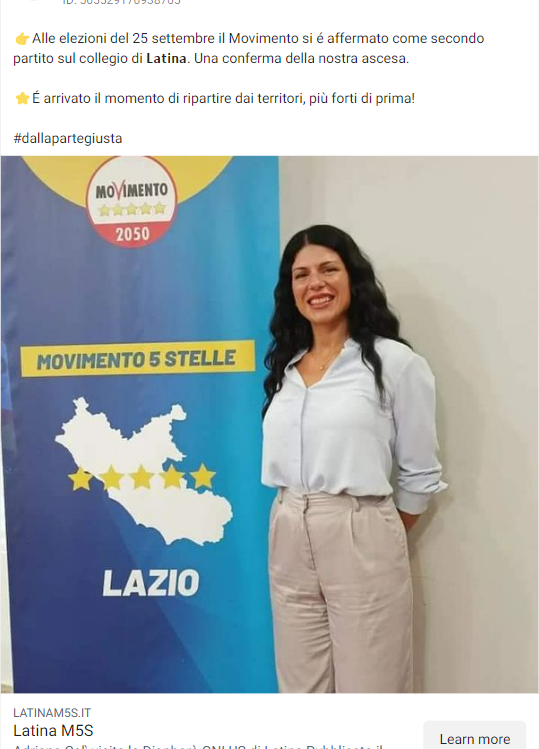 👉Alle elezioni del 25 settembre il Movimento si é affermato come secondo
partito sul collegio di Latina. Una conferma della nostra ascesa.
⭐É arrivato il momento di ripartire dai territori, più forti di prima!
#dallapartegiusta
MOVIMENTO
2050
MOVIMENTO 5 STELLE
LAZIO
LATINAM5S.IT
Latina M5S
Learn more